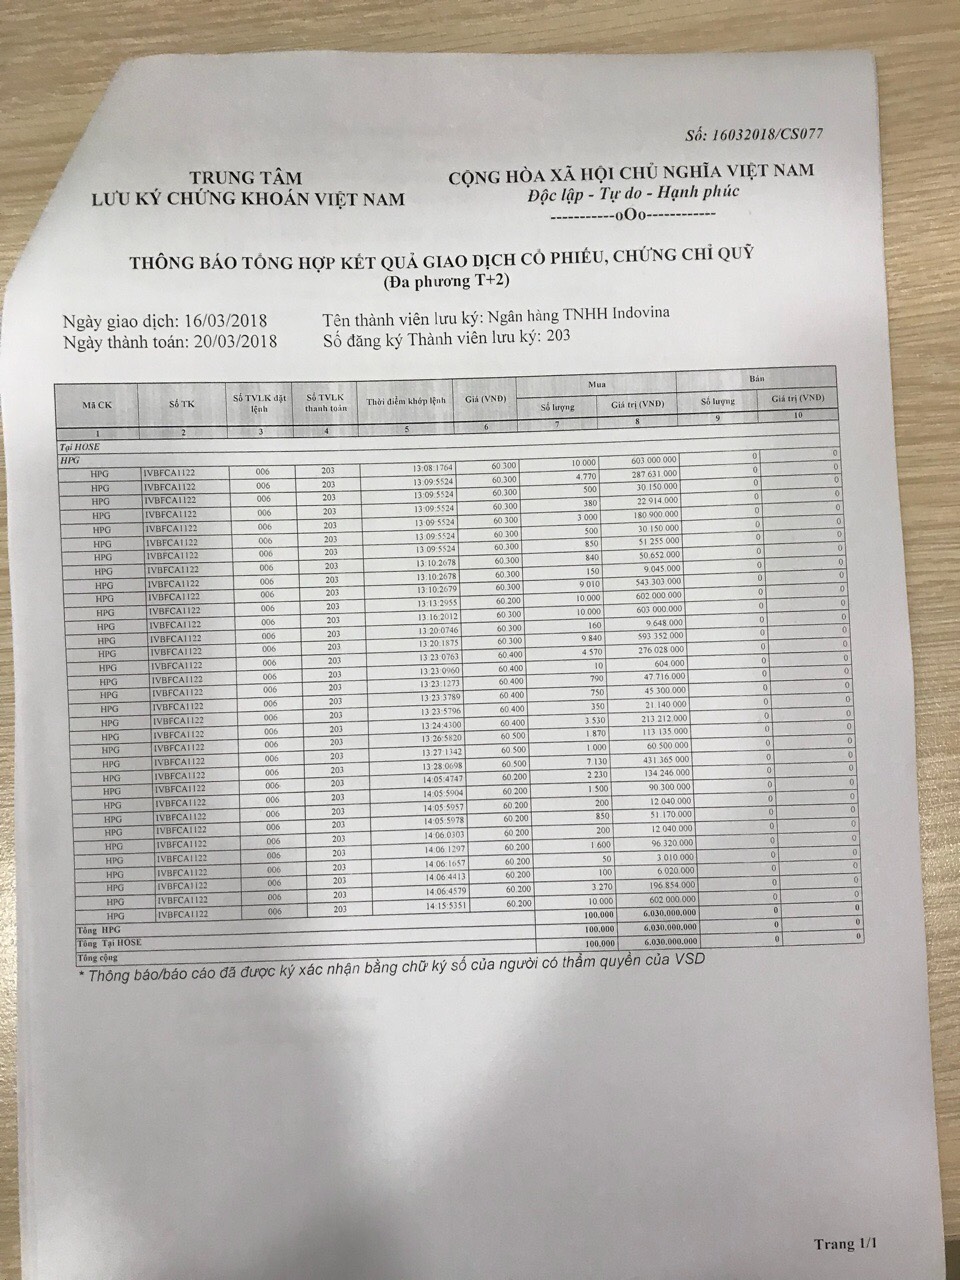 Số: 16032018/CS077
TRUNG TÂM
LƯU KÝ CHỨNG KHOÁN VIỆT NAM
CỘNG HÒA XÃ HỘI CHỦ NGHĨA VIỆT NAM
Độc lập - Tự do - Hạnh phúc
-----------oOo------------
THÔNG BÁO TỔNG HỢP KẾT QUẢ GIAO DỊCH CỔ PHIẾU, CHỨNG CHỈ QUỸ
(Đa phương T+2)
Ngày giao dịch: 16/03/2018 Tên thành viên lưu ký: Ngân hàng TNHH Indovina
Ngày thành toán: 20/03/2018 Số đăng ký Thành viên lưu ký: 203
Mã CK Số TK Số TVLK đặt lệnh Số TVLK thanh toán Thời điểm khớp lệnh Giá (VNĐ) Mua Bán
Số lượng Giá trị (VNĐ) Số lượng Giá trị (VNĐ)
1 2 3 4 5 6 7 8 9 10
Tại HOSE
HPG
HPG IVBFCA1122 006 203 13:08:1764 60.300 10.000 603.000.000 0 0
HPG IVBFCA1122 006 203 13:09:5524 60.300 4.770 287.631.000 0 0
HPG IVBFCA1122 006 203 13:09:5524 60.300 500 30.150.000 0 0
HPG IVBFCA1122 006 203 13:09:5524 60.300 380 22.914.000 0 0
HPG IVBFCA1122 006 203 13:09:5524 60.300 3.000 180.900.000 0 0
HPG IVBFCA1122 006 203 13:09:5524 60.300 500 30.150.000 0 0
HPG IVBFCA1122 006 203 13:09:5524 60.300 850 51.255.000 0 0
HPG IVBFCA1122 006 203 13:10:2678 60.300 840 50.652.000 0 0
HPG IVBFCA1122 006 203 13:10:2678 60.300 150 9.045.000 0 0
HPG IVBFCA1122 006 203 13:10:2679 60.300 9.010 543.303.000 0 0
HPG IVBFCA1122 006 203 13:13:2955 60.200 10.000 602.000.000 0 0
HPG IVBFCA1122 006 203 13:16:2012 60.300 10.000 603.000.000 0 0
HPG IVBFCA1122 006 203 13:20:0746 60.300 160 9.648.000 0 0
HPG IVBFCA1122 006 203 13:20:1875 60.300 9.840 593.352.000 0 0
HPG IVBFCA1122 006 203 13:23:0763 60.400 4.570 276.028.000 0 0
HPG IVBFCA1122 006 203 13:23:0960 60.400 10 604.000 0 0
HPG IVBFCA1122 006 203 13:23:1273 60.400 790 47.716.000 0 0
HPG IVBFCA1122 006 203 13:23:3789 60.400 750 45.300.000 0 0
HPG IVBFCA1122 006 203 13:23:5796 60.400 350 21.140.000 0 0
HPG IVBFCA1122 006 203 13:24:4300 60.400 3.530 213.212.000 0 0
HPG IVBFCA1122 006 203 13:26:5820 60.500 1.870 113.135.000 0 0
HPG IVBFCA1122 006 203 13:27:1342 60.500 1.000 60.500.000 0 0
HPG IVBFCA1122 006 203 13:28:0698 60.500 7.130 431.365.000 0 0
HPG IVBFCA1122 006 203 14:05:4747 60.200 2.230 134.246.000 0 0
HPG IVBFCA1122 006 203 14:05:5904 60.200 1.500 90.300.000 0 0
HPG IVBFCA1122 006 203 14:05:5957 60.200 200 12.040.000 0 0
HPG IVBFCA1122 006 203 14:05:5978 60.200 850 51.170.000 0 0
HPG IVBFCA1122 006 203 14:06:0303 60.200 200 12.040.000 0 0
HPG IVBFCA1122 006 203 14:06:1297 60.200 1.600 96.320.000 0 0
HPG IVBFCA1122 006 203 14:06:1657 60.200 50 3.010.000 0 0
HPG IVBFCA1122 006 203 14:06:4413 60.200 100 6.020.000 0 0
HPG IVBFCA1122 006 203 14:06:4579 60.200 3.270 196.854.000 0 0
HPG IVBFCA1122 006 203 14:15:5351 60.200 10.000 602.000.000 0 0
Tổng HPG 100.000 6.030.000.000 0 0
Tổng Tại HOSE 100.000 6.030.000.000 0 0
Tổng cộng 100.000 6.030.000.000 0 0
* Thông báo/báo cáo đã được ký xác nhận bằng chữ ký số của người có thẩm quyền của VSD
Trang 1/1